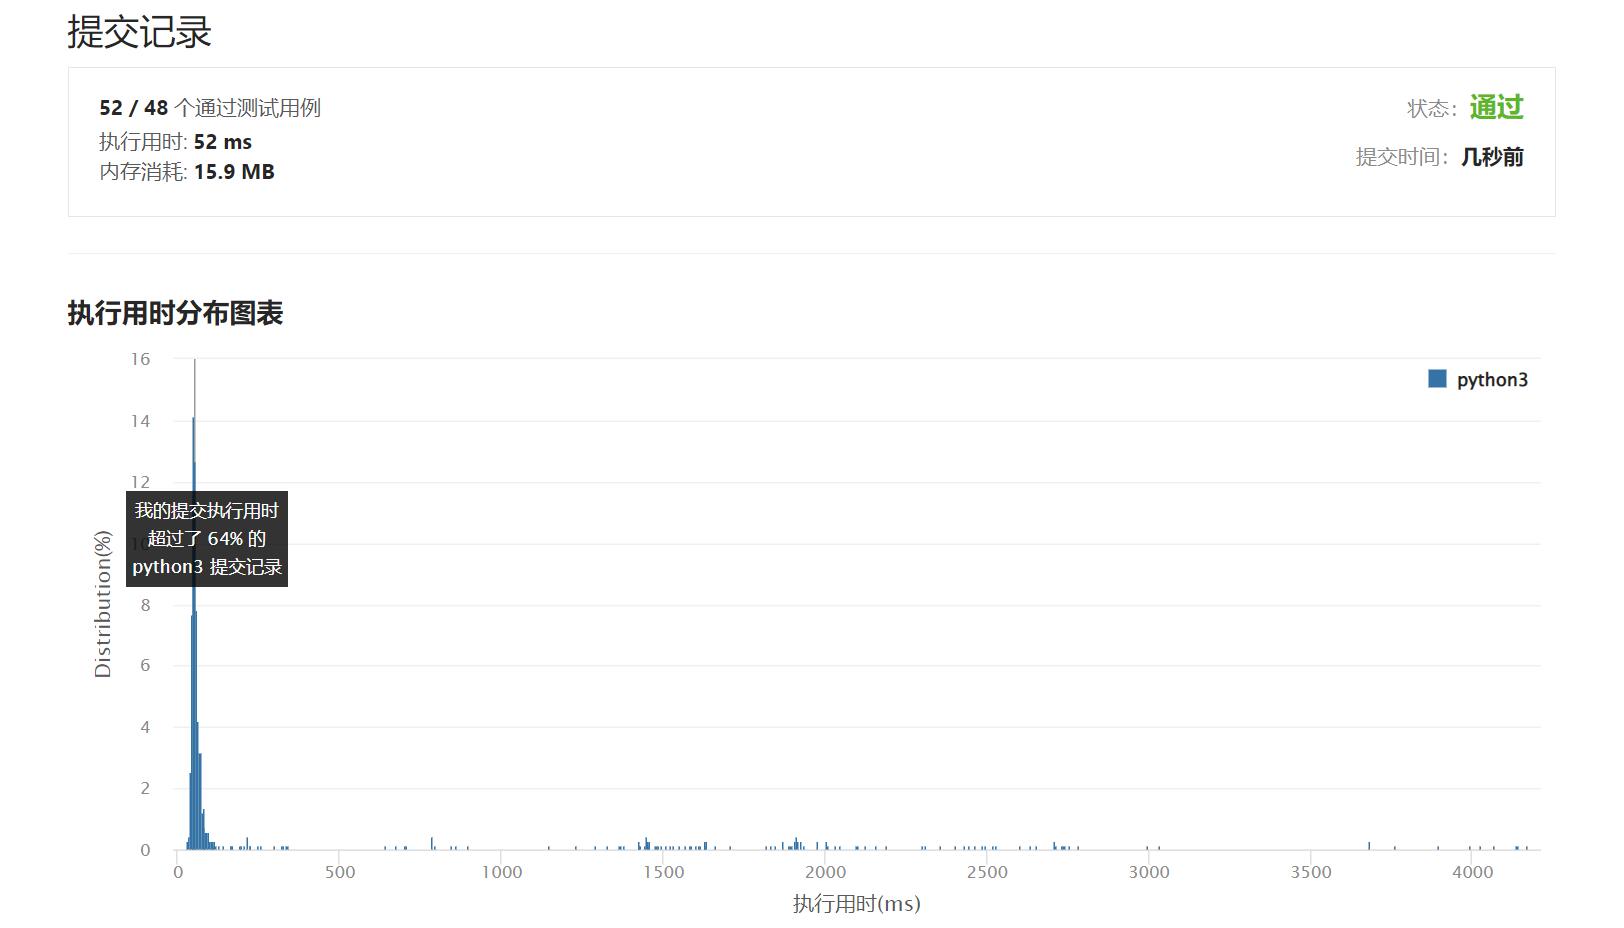 提交记录
52 / 48 个通过测试用例
状态：通过
执行用时: 52 ms
提交时间：几秒前
内存消耗: 15.9 MB
执行用时分布图表
python3
16
14
12
10
8
6
4
2
0
Distribution(%)
我的提交执行用时
超过了 64% 的
python3 提交记录
0 500 1000 1500 2000 2500 3000 3500 4000
执行用时(ms)